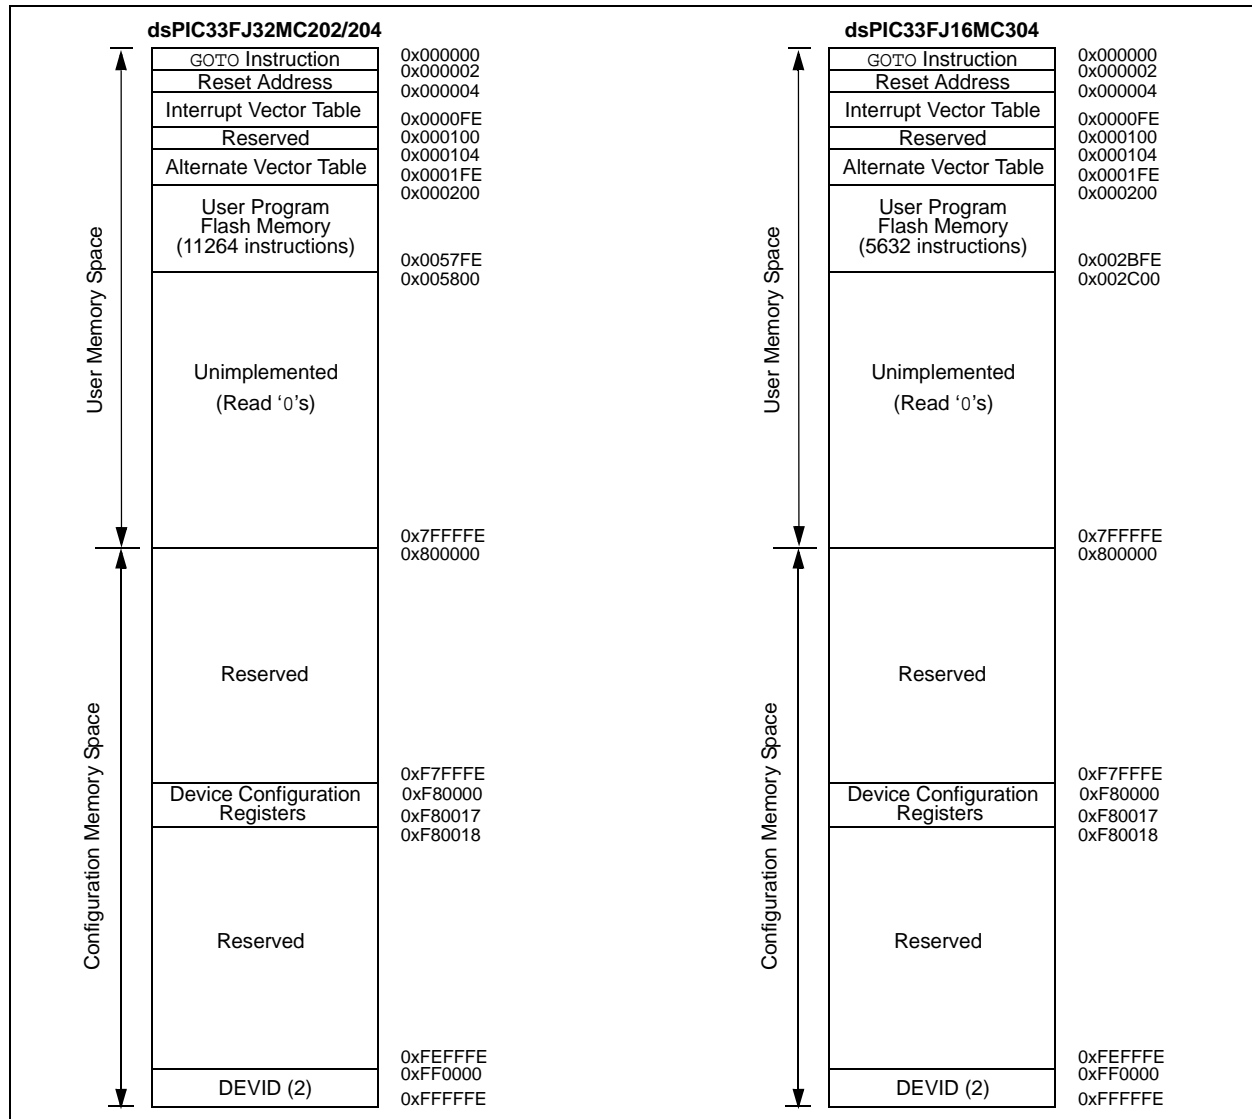 dsPIC33FJ32MC202/204
GOTO Instruction
0x000000
Reset Address
0x000002
0x000004
Interrupt Vector Table
0x0000FE
Reserved
0x000100
0x000104
Alternate Vector Table
0x0001FE
0x000200
User Program
Flash Memory
(11264 instructions)
0x0057FE
0x005800
User Memory Space
Unimplemented
(Read ‘0’s)
0x7FFFFE
0x800000
Reserved
Configuration Memory Space
0xF7FFFE
Device Configuration
Registers
0xF80000
0xF80017
0xF80018
Reserved
0xFEFFFE
0xFF0000
DEVID (2)
0xFFFFFE
dsPIC33FJ16MC304
GOTO Instruction
0x000000
Reset Address
0x000002
0x000004
Interrupt Vector Table
0x0000FE
Reserved
0x000100
0x000104
Alternate Vector Table
0x0001FE
0x000200
User Program
Flash Memory
(5632 instructions)
0x002BFE
0x002C00
User Memory Space
Unimplemented
(Read ‘0’s)
0x7FFFFE
0x800000
Reserved
Configuration Memory Space
0xF7FFFE
Device Configuration
Registers
0xF80000
0xF80017
0xF80018
Reserved
0xFEFFFE
0xFF0000
DEVID (2)
0xFFFFFE